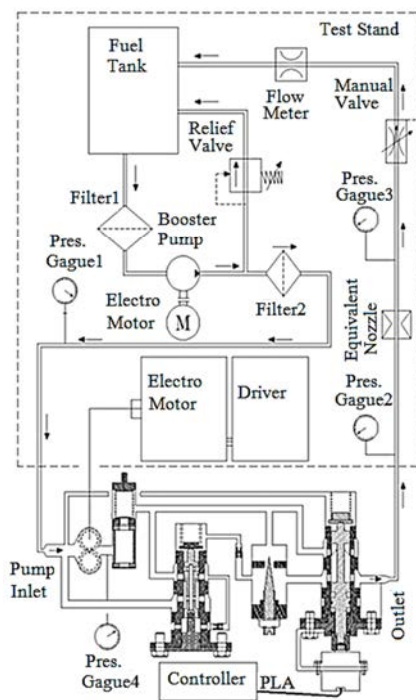 Test Stand
Fuel
Tank
Flow
Meter
Manual
Valve
Relief
Valve
Filter1
Booster
Pump
Pres.
Gague3
Pres.
Gague1
Electro
Motor
M
Filter2
Equivalent
Nozzle
Electro
Motor
Driver
Pres.
Gague2
Pump
Inlet
Outlet
Pres.
Gague4
Controller
PLA